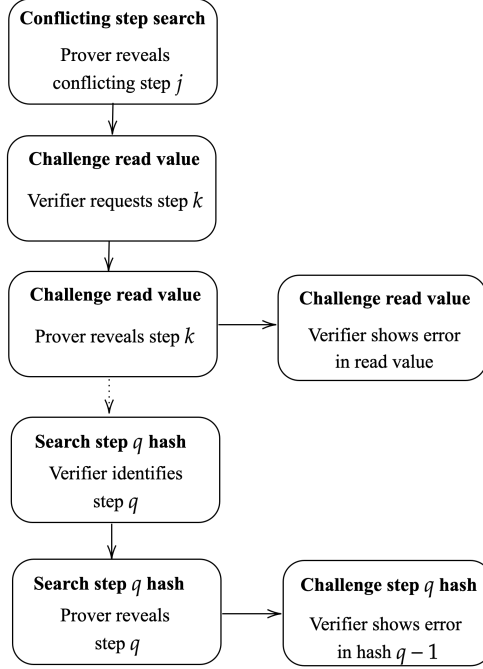 Conflicting step search
Prover reveals
conflicting step j
Challenge read value
Verifier requests step k
Challenge read value
Prover reveals step k
Challenge read value
Verifier shows error
in read value
Search step q hash
Verifier identifies
step q
Search step q hash
Prover reveals
step q
Challenge step q hash
Verifier shows error
in hash q − 1